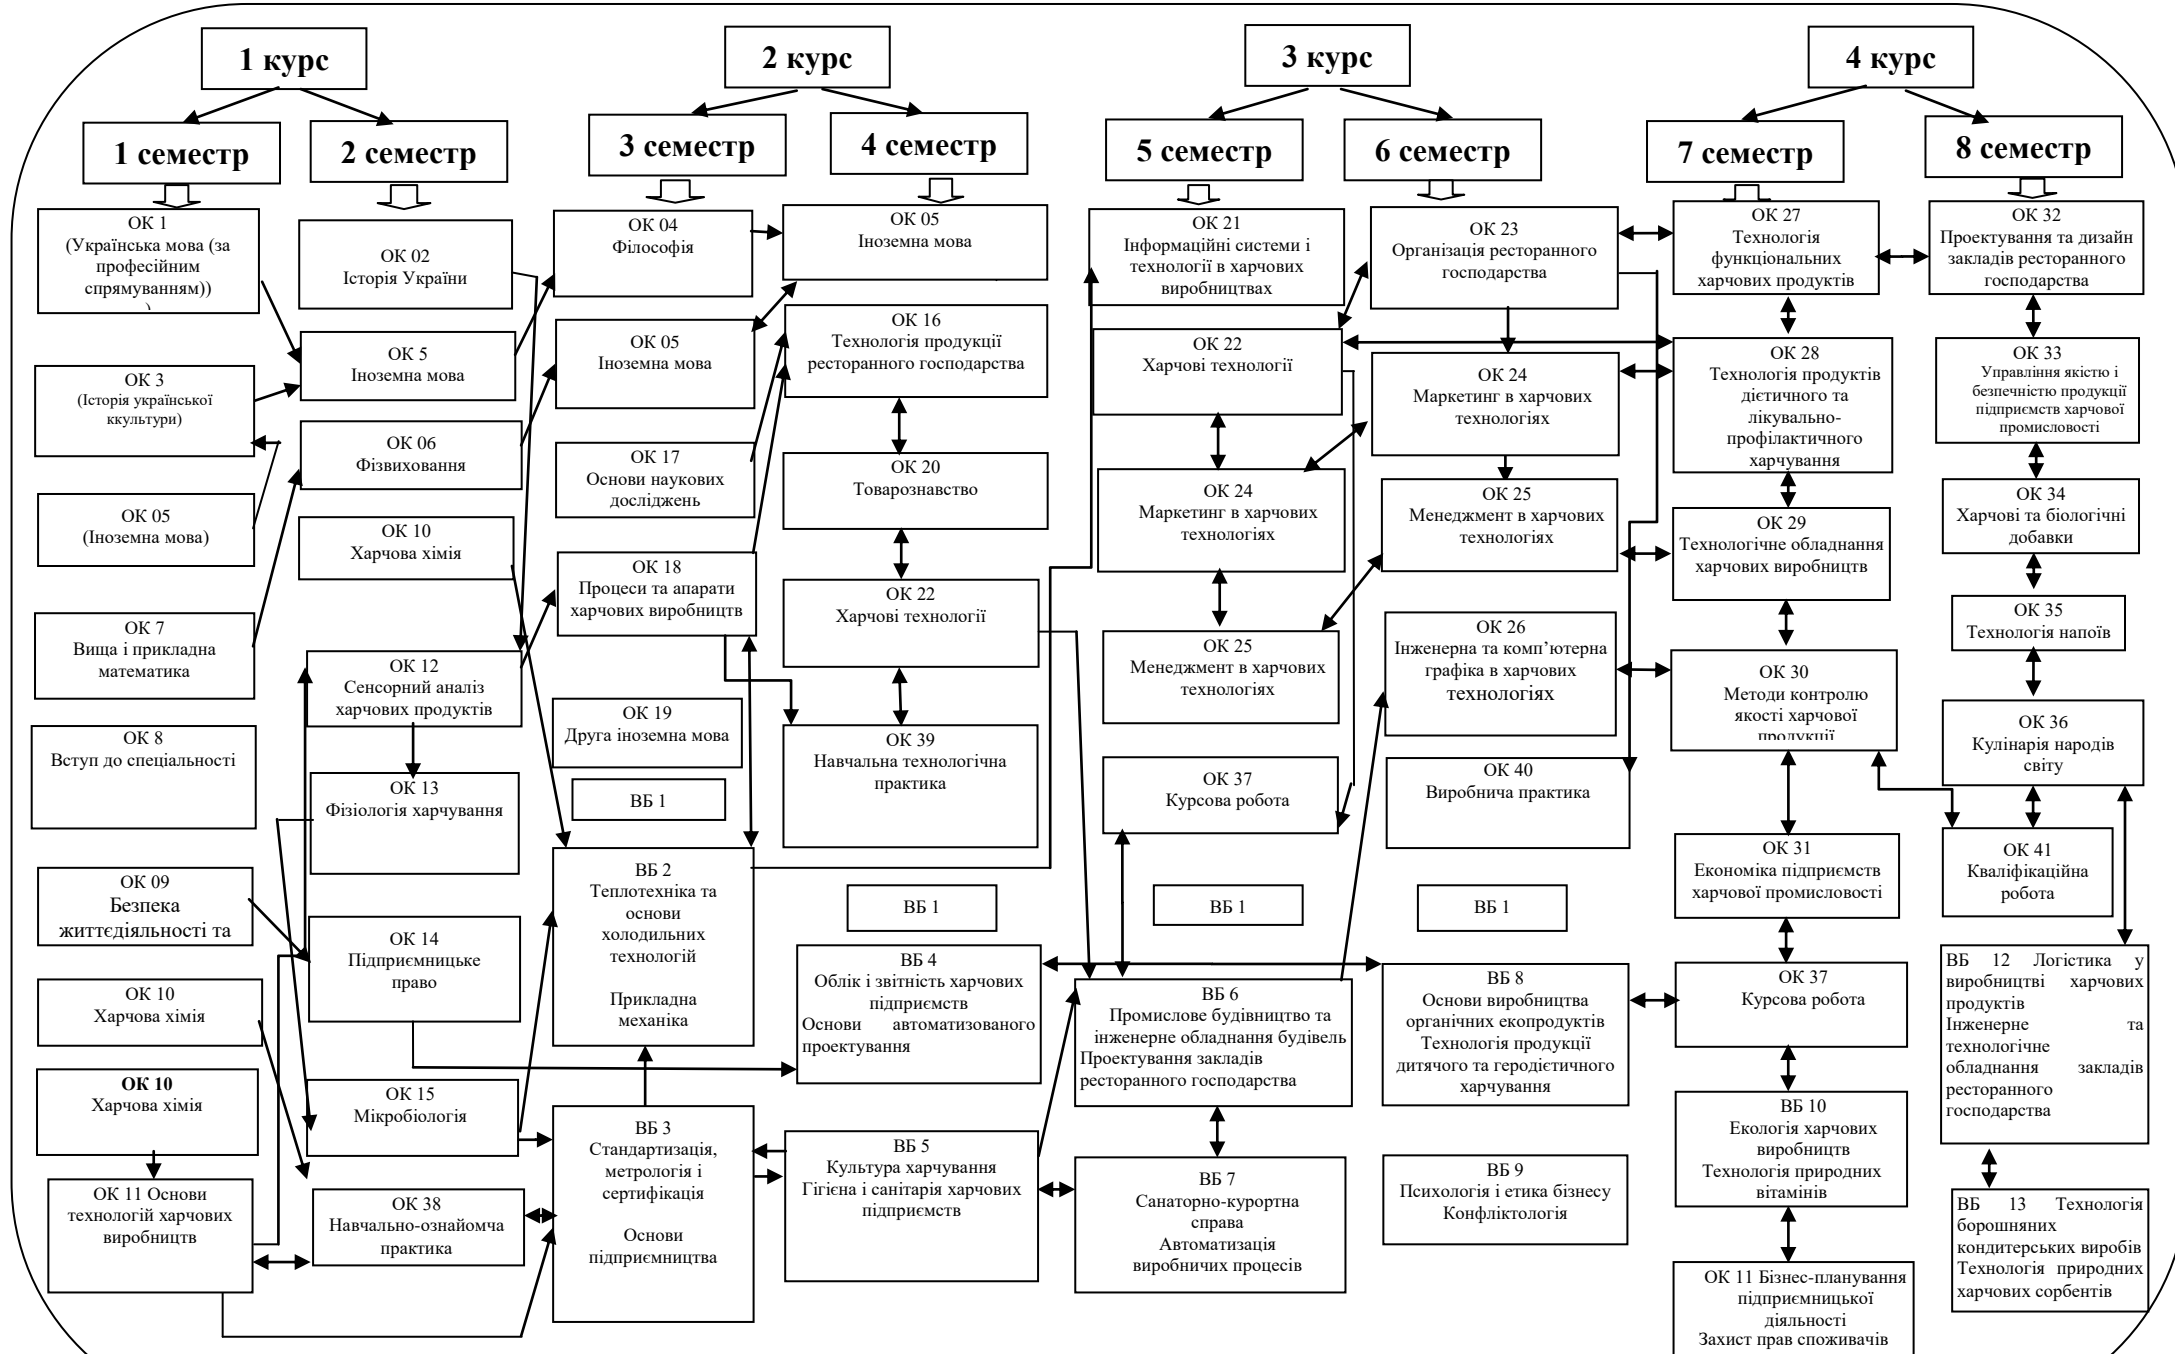 1 курс
2 курс
3 курс
4 курс
1 семестр
2 семестр
3 семестр
4 семестр
5 семестр
6 семестр
7 семестр
8 семестр
ОК 1
(Українська мова (за
професійним
спрямуванням))
ОК 3
(Історія української
ккультури)
ОК 05
(Іноземна мова)
ОК 7
Вища і прикладна
математика
ОК 8
Вступ до спеціальності
ОК 09
Безпека
життєдіяльності та
ОК 10
Харчова хімія
ОК 10
Харчова хімія
ОК 11 Основи
технологій харчових
виробництв
ОК 02
Історія України
ОК 5
Іноземна мова
ОК 06
Фізвиховання
ОК 10
Харчова хімія
ОК 12
Сенсорний аналіз
харчових продуктів
ОК 13
Фізіологія харчування
ОК 14
Підприємницьке
право
ОК 15
Мікробіологія
ОК 38
Навчально-ознайомча
практика
ОК 04
Філософія
ОК 05
Іноземна мова
ОК 17
Основи наукових
досліджень
ОК 18
Процеси та апарати
харчових виробництв
ОК 19
Друга іноземна мова
ВБ 1
ВБ 2
Теплотехніка та
основи
холодильних
технологій
Прикладна
механіка
ВБ 3
Стандартизація,
метрологія і
сертифікація
Основи
підприємництва
ОК 05
Іноземна мова
ОК 16
Технологія продукції
ресторанного господарства
ОК 20
Товарознавство
ОК 22
Харчові технології
ОК 39
Навчальна технологічна
практика
ВБ 1
ВБ 4
Облік і звітність харчових
підприємств
Основи автоматизованого
проектування
ВБ 5
Культура харчування
Гігієна і санітарія харчових
підприємств
ОК 21
Інформаційні системи і
технології в харчових
виробництвах
ОК 22
Харчові технології
ОК 24
Маркетинг в харчових
технологіях
ОК 25
Менеджмент в харчових
технологіях
ОК 37
Курсова робота
ВБ 1
ВБ 6
Промислове будівництво та
інженерне обладнання будівель
Проектування закладів
ресторанного господарства
ВБ 7
Санаторно-курортна
справа
Автоматизація
виробничих процесів
ОК 23
Організація ресторанного
господарства
ОК 24
Маркетинг в харчових
технологіях
ОК 25
Менеджмент в харчових
технологіях
ОК 26
Інженерна та комп’ютерна
графіка в харчових
технологіях
ОК 40
Виробнича практика
ВБ 1
ВБ 8
Основи виробництва
органічних екопродуктів
Технологія продукції
дитячого та геродієтичного
харчування
ВБ 9
Психологія і етика бізнесу
Конфліктологія
ОК 27
Технологія
функціональних
харчових продуктів
ОК 28
Технологія продуктів
дієтичного та
лікувально-
профілактичного
харчування
ОК 29
Технологічне обладнання
харчових виробництв
ОК 30
Методи контролю
якості харчової
продукції
ОК 31
Економіка підприємств
харчової промисловості
ОК 37
Курсова робота
ВБ 10
Екологія харчових
виробництв
Технологія природних
вітамінів
ОК 11 Бізнес-планування
підприємницької
діяльності
Захист прав споживачів
ОК 32
Проектування та дизайн
закладів ресторанного
господарства
ОК 33
Управління якістю і
безпечністю продукції
підприємств харчової
промисловості
ОК 34
Харчові та біологічні
добавки
ОК 35
Технологія напоїв
ОК 36
Кулінарія народів
світу
ОК 41
Кваліфікаційна
робота
ВБ 12 Логістика у
виробництві харчових
продуктів
Інженерне та
технологічне
обладнання закладів
ресторанного
господарства
ВБ 13 Технологія
борошняних
кондитерських виробів
Технологія природних
харчових сорбентів